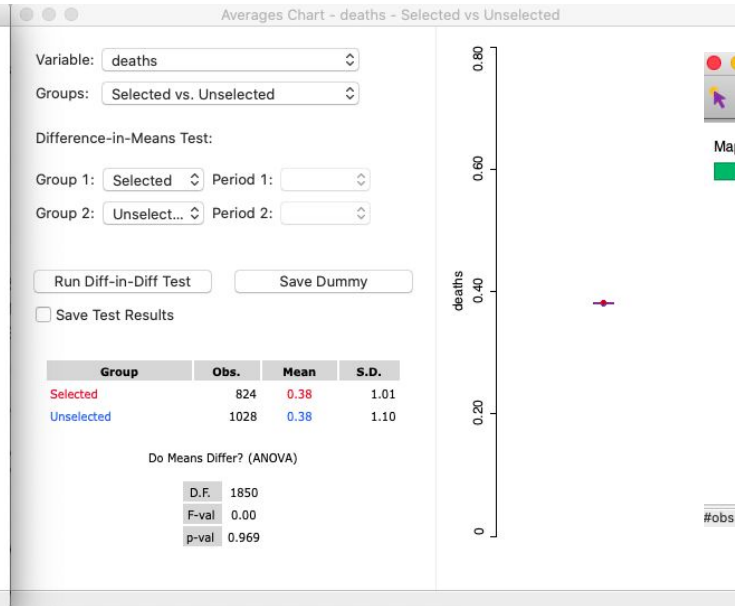 Averages Chart - deaths - Selected vs Unselected
Variable: deaths
Groups: Selected vs. Unselected
Difference-in-Means Test:
Group 1: Selected Period 1:
Group 2: Unselect... Period 2:
Run Diff-in-Diff Test Save Dummy
Save Test Results
Group Obs. Mean S.D.
Selected 824 0.38 1.01
Unselected 1028 0.38 1.10
Do Means Differ? (ANOVA)
D.F. 1850
F-val 0.00
p-val 0.969
deaths
0.80
0.60
0.40
0.20
0
#obs